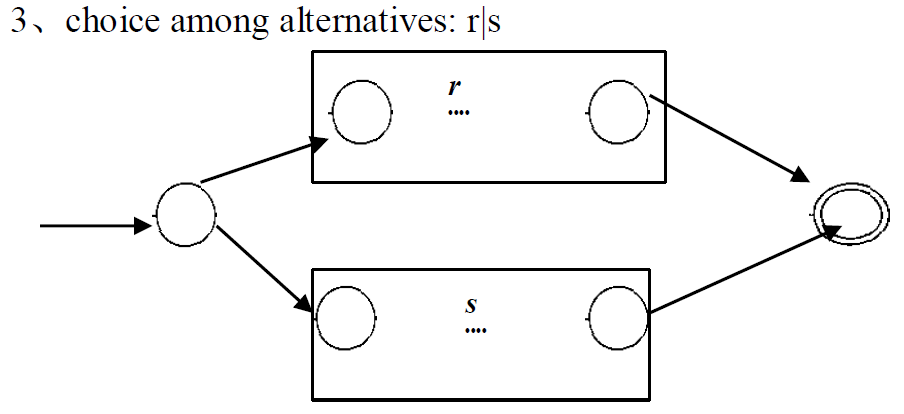 3、choice among alternatives: r|s
r
....
s
....